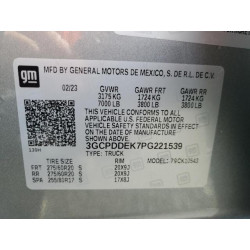 gm
MFD BY GENERAL MOTORS DE MEXICO, S. DE R.L. DE C.V.
02/23 GVWR GAWR FRT GAWR RR
3175 KG 1724 KG 1724 KG
7000 LB 3800 LB 3800 LB
THIS VEHICLE CONFORMS TO ALL
APPLICABLE U.S. FEDERAL MOTOR
VEHICLE SAFETY STANDARDS IN EFFECT
ON THE DATE OF MANUFACTURE
SHOWN ABOVE.
3GCPDDEK7PG221539
TYPE: TRUCK MODEL:
TIRE SIZE RIM
FRT 275/60R20 S 20X9J
RR 275/60R20 S 20X9J
SPA 255/80R17 S 17X8J